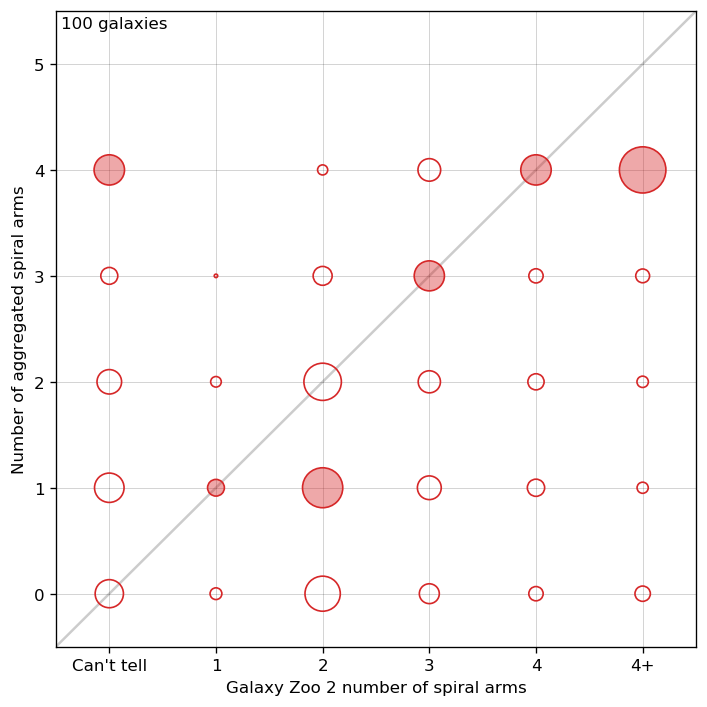 100 galaxies
Number of aggregated spiral arms
5
4
3
2
1
0
Can't tell 1 2 3 4 4+
Galaxy Zoo 2 number of spiral arms